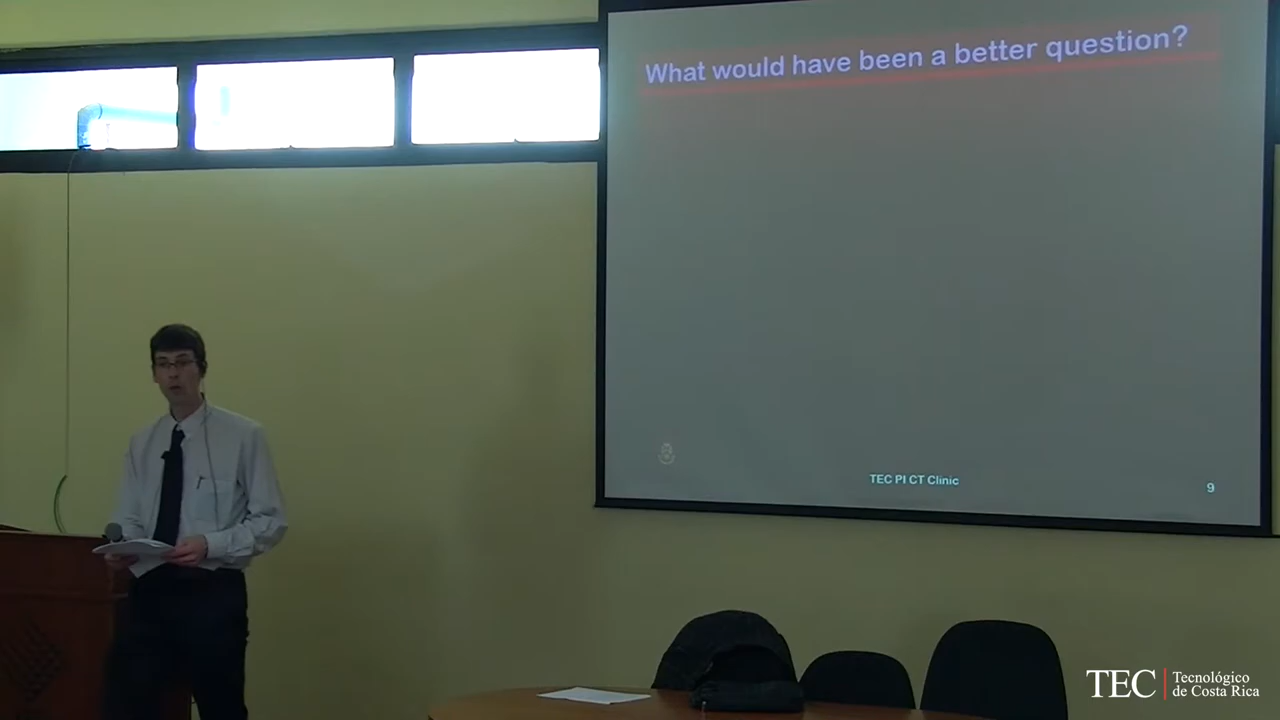 What would have been a better question?
TEC PI CT Clinic
9
TEC | Tecnológico
de Costa Rica